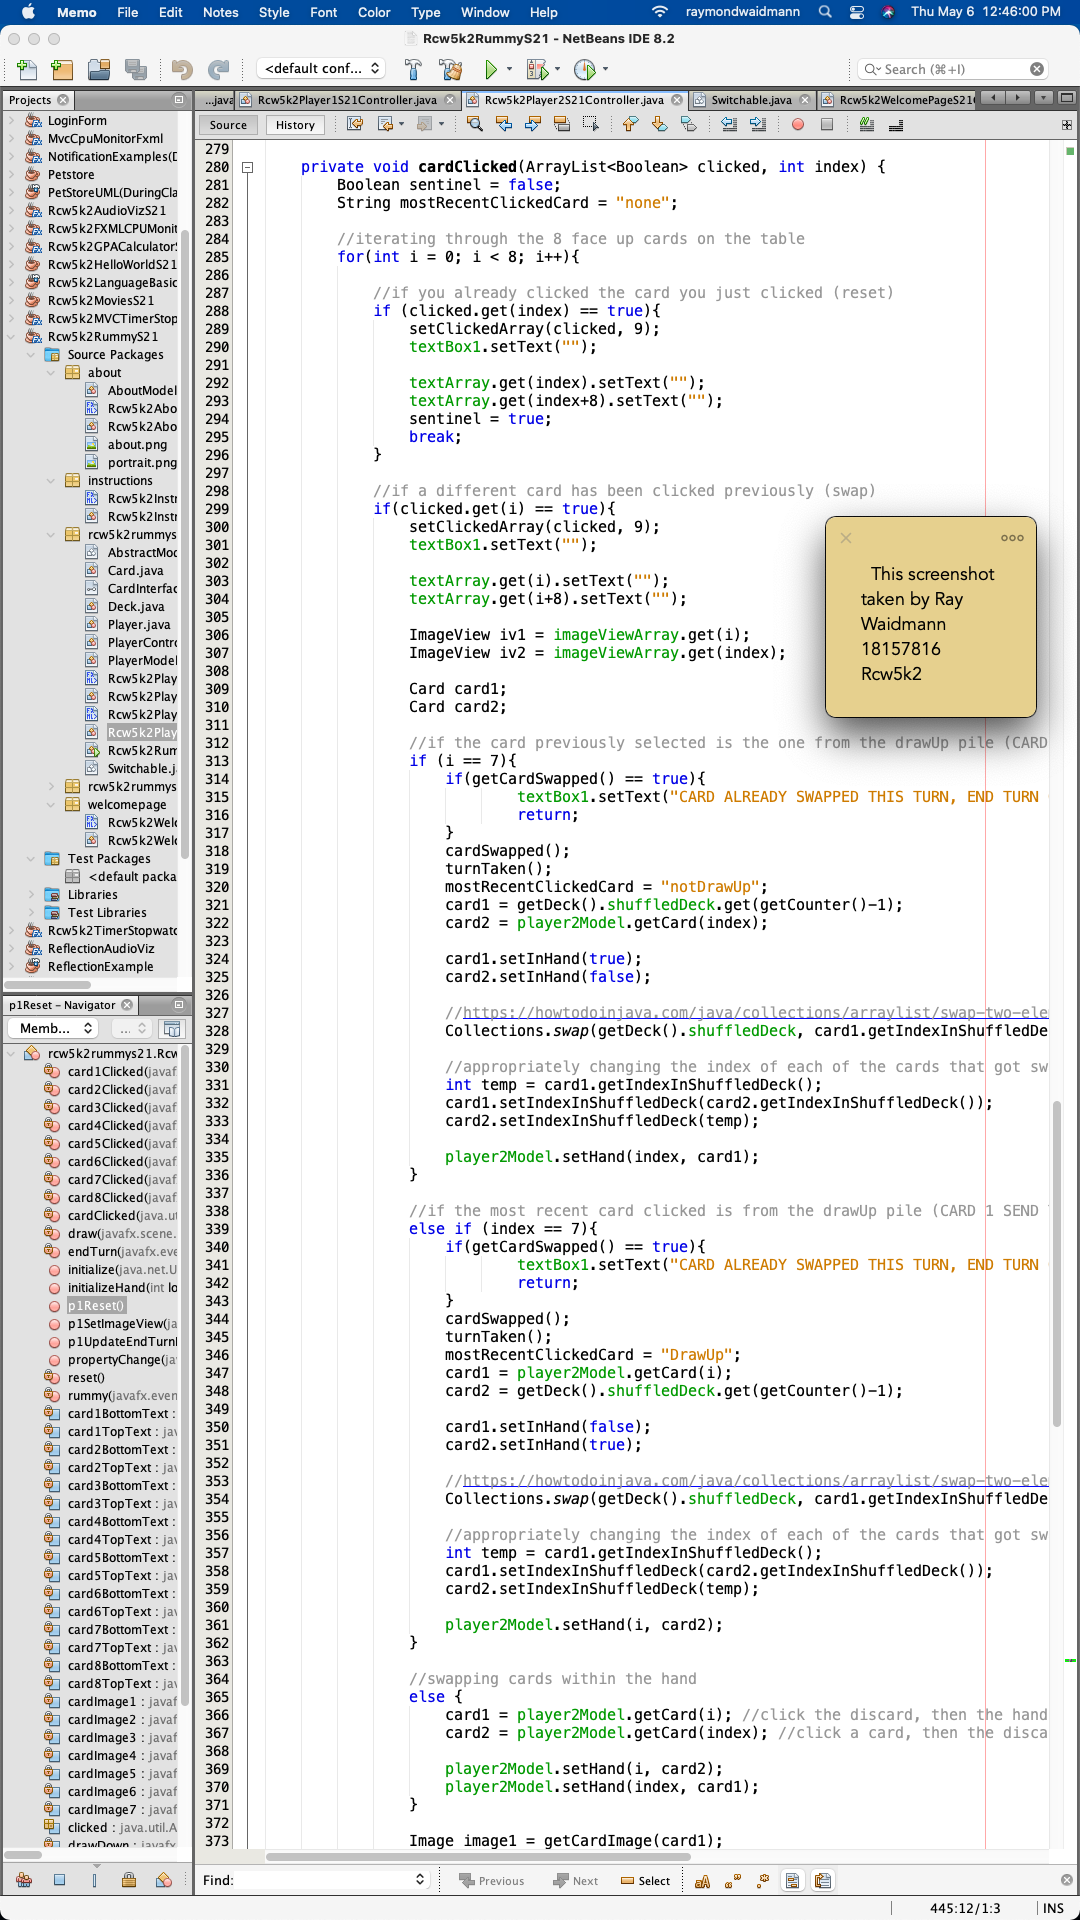 Memo File Edit Notes Style Font Color Type Window Help raymondwaidmann Thu May 6 12:46:00 PM
Rcw5k2RummyS21 - NetBeans IDE 8.2
<default conf... Search (⌘+I)
Projects
...java Rcw5k2Player1S21Controller.java Rcw5k2Player2S21Controller.java Switchable.java Rcw5k2WelcomePageS21
Source History
LoginForm
MvcCpuMonitorFxml
NotificationExamples(D
Petstore
PetStoreUML(DuringCla
Rcw5k2AudioVizS21
Rcw5k2FXMLCPUMonit
Rcw5k2GPACalculatorS
Rcw5k2HelloWorldS21
Rcw5k2LanguageBasic
Rcw5k2MoviesS21
Rcw5k2MVCTimerStop
Rcw5k2RummyS21
Source Packages
about
AboutModel
Rcw5k2Abo
Rcw5k2Abo
about.png
portrait.png
instructions
Rcw5k2Instr
Rcw5k2Instr
rcw5k2rummys
AbstractMod
Card.java
CardInterfac
Deck.java
Player.java
PlayerContro
PlayerModel
Rcw5k2Play
Rcw5k2Play
Rcw5k2Play
Rcw5k2Play
Rcw5k2Rum
Switchable.j
rcw5k2rummys
welcomepage
Rcw5k2Welc
Rcw5k2Welc
Test Packages
<default packa
Libraries
Test Libraries
Rcw5k2TimerStopwatc
ReflectionAudioViz
ReflectionExample
p1Reset - Navigator
Memb... ...
rcw5k2rummys21.Rcw
card1Clicked(javaf
card2Clicked(javaf
card3Clicked(javaf
card4Clicked(javaf
card5Clicked(javaf
card6Clicked(javaf
card7Clicked(javaf
card8Clicked(javaf
cardClicked(java.ut
draw(javafx.scene.
endTurn(javafx.eve
initialize(java.net.U
initializeHand(int lo
p1Reset()
p1SetImageView(ja
p1UpdateEndTurnI
propertyChange(ja
reset()
rummy(javafx.even
card1BottomText :
card1TopText : jav
card2BottomText :
card2TopText : jav
card3BottomText :
card3TopText : jav
card4BottomText :
card4TopText : jav
card5BottomText :
card5TopText : jav
card6BottomText :
card6TopText : jav
card7BottomText :
card7TopText : jav
card8BottomText :
card8TopText : jav
cardImage1 : javaf
cardImage2 : javaf
cardImage3 : javaf
cardImage4 : javaf
cardImage5 : javaf
cardImage6 : javaf
cardImage7 : javaf
clicked : java.util.A
drawDown : javafx.
279
280 private void cardClicked(ArrayList<Boolean> clicked, int index) {
281 Boolean sentinel = false;
282 String mostRecentClickedCard = "none";
283
284 //iterating through the 8 face up cards on the table
285 for(int i = 0; i < 8; i++){
286
287 //if you already clicked the card you just clicked (reset)
288 if (clicked.get(index) == true){
289 setClickedArray(clicked, 9);
290 textBox1.setText("");
291
292 textArray.get(index).setText("");
293 textArray.get(index+8).setText("");
294 sentinel = true;
295 break;
296 }
297
298 //if a different card has been clicked previously (swap)
299 if(clicked.get(i) == true){
300 setClickedArray(clicked, 9);
301 textBox1.setText("");
302
303 textArray.get(i).setText("");
304 textArray.get(i+8).setText("");
305
306 ImageView iv1 = imageViewArray.get(i);
307 ImageView iv2 = imageViewArray.get(index);
308
309 Card card1;
310 Card card2;
311
312 //if the card previously selected is the one from the drawUp pile (CARD
313 if (i == 7){
314 if(getCardSwapped() == true){
315 textBox1.setText("CARD ALREADY SWAPPED THIS TURN, END TURN
316 return;
317 }
318 cardSwapped();
319 turnTaken();
320 mostRecentClickedCard = "notDrawUp";
321 card1 = getDeck().shuffledDeck.get(getCounter()-1);
322 card2 = player2Model.getCard(index);
323
324 card1.setInHand(true);
325 card2.setInHand(false);
326
327 //https://howtodoinjava.com/java/collections/arraylist/swap-two-ele
328 Collections.swap(getDeck().shuffledDeck, card1.getIndexInShuffledDe
329
330 //appropriately changing the index of each of the cards that got sw
331 int temp = card1.getIndexInShuffledDeck();
332 card1.setIndexInShuffledDeck(card2.getIndexInShuffledDeck());
333 card2.setIndexInShuffledDeck(temp);
334
335 player2Model.setHand(index, card1);
336 }
337
338 //if the most recent card clicked is from the drawUp pile (CARD 1 SEND
339 else if (index == 7){
340 if(getCardSwapped() == true){
341 textBox1.setText("CARD ALREADY SWAPPED THIS TURN, END TURN
342 return;
343 }
344 cardSwapped();
345 turnTaken();
346 mostRecentClickedCard = "DrawUp";
347 card1 = player2Model.getCard(i);
348 card2 = getDeck().shuffledDeck.get(getCounter()-1);
349
350 card1.setInHand(false);
351 card2.setInHand(true);
352
353 //https://howtodoinjava.com/java/collections/arraylist/swap-two-ele
354 Collections.swap(getDeck().shuffledDeck, card1.getIndexInShuffledDe
355
356 //appropriately changing the index of each of the cards that got sw
357 int temp = card1.getIndexInShuffledDeck();
358 card1.setIndexInShuffledDeck(card2.getIndexInShuffledDeck());
359 card2.setIndexInShuffledDeck(temp);
360
361 player2Model.setHand(i, card2);
362 }
363
364 //swapping cards within the hand
365 else {
366 card1 = player2Model.getCard(i); //click the discard, then the hand
367 card2 = player2Model.getCard(index); //click a card, then the disca
368
369 player2Model.setHand(i, card2);
370 player2Model.setHand(index, card1);
371 }
372
373 Image image1 = getCardImage(card1);
This screenshot
taken by Ray
Waidmann
18157816
Rcw5k2
Find: Previous Next Select
445:12/1:3 INS